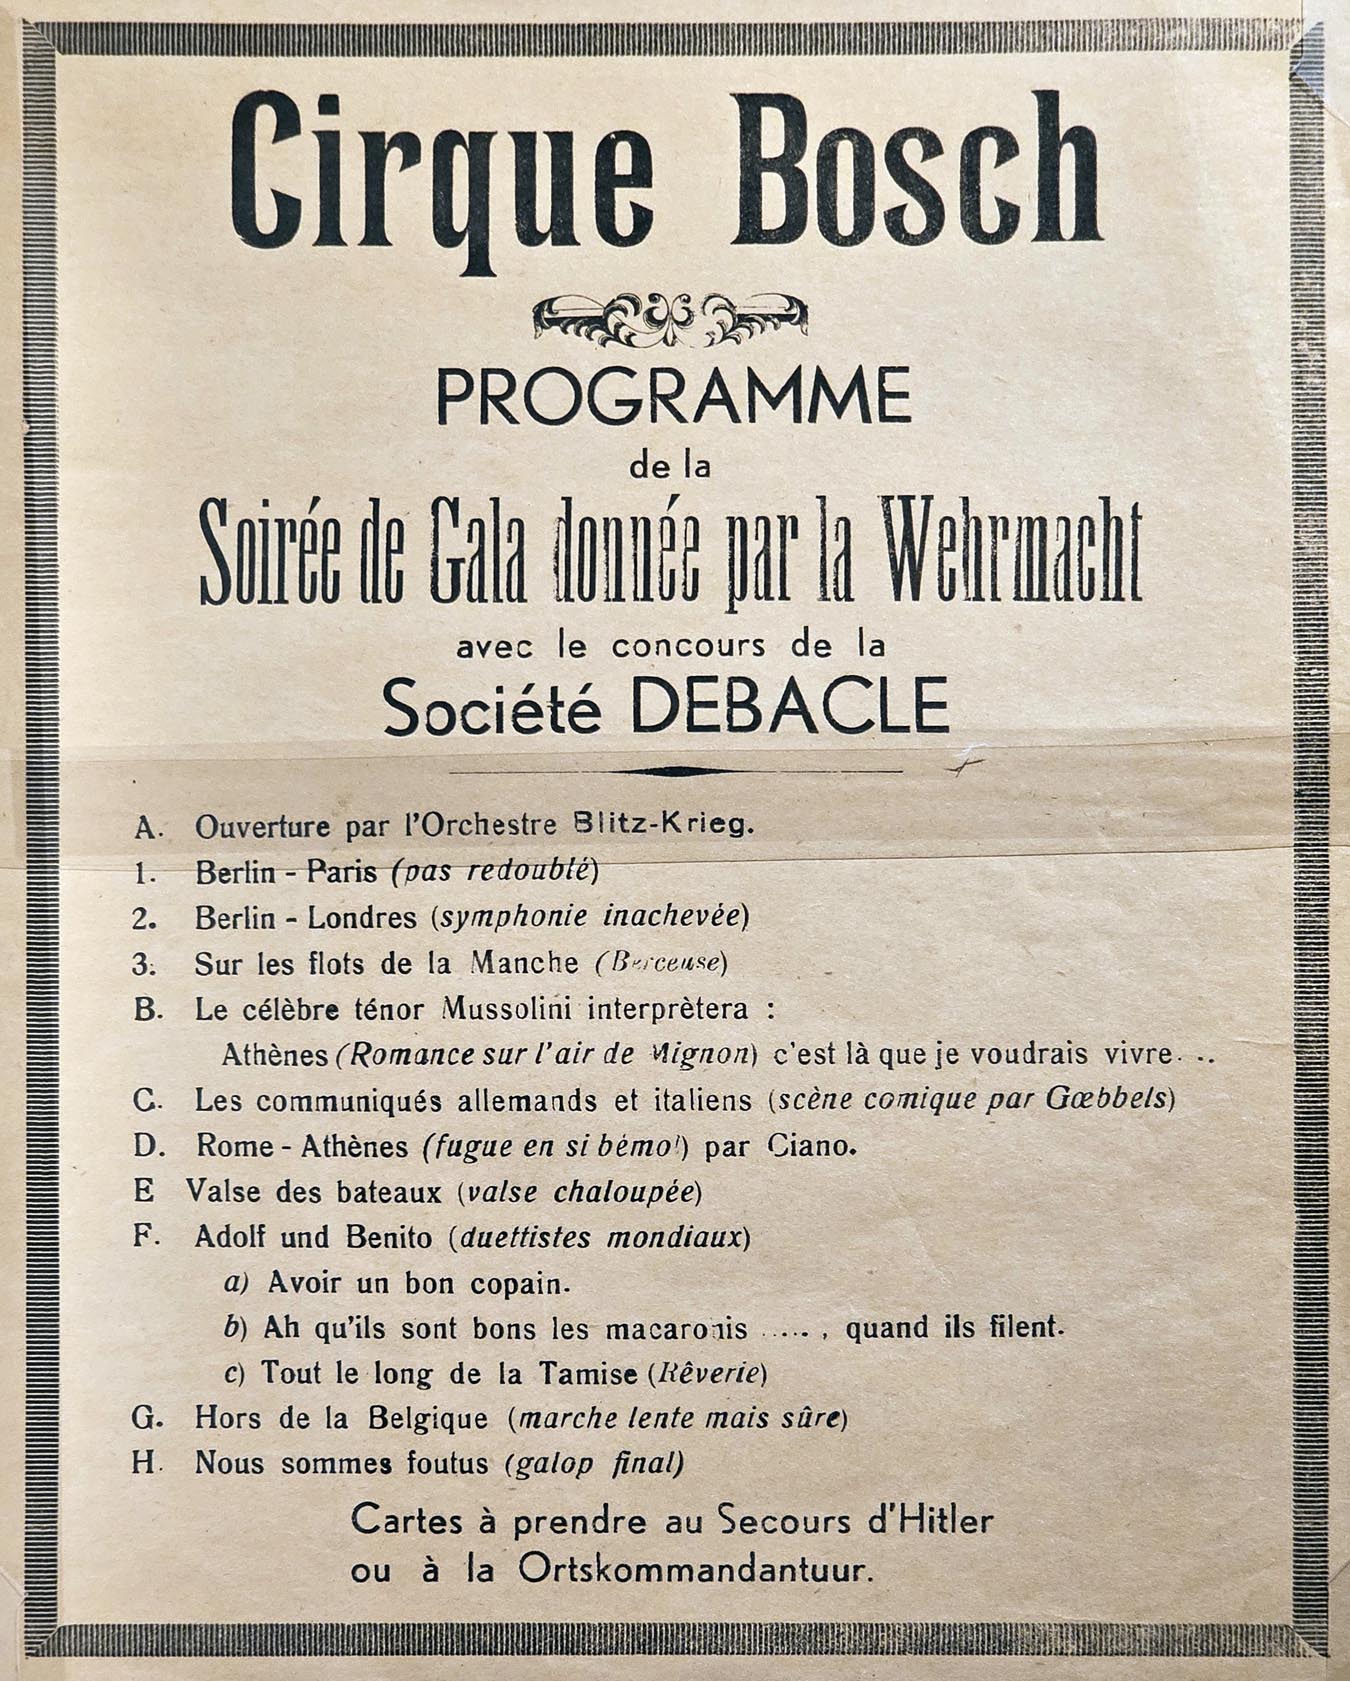 Cirque Bosch
PROGRAMME
de la
Soirée de Gala donnée par la Wehrmacht
avec le concours de la
Société DEBACLE
A. Ouverture par l'Orchestre Blitz-Krieg.
1. Berlin - Paris (pas redoublé)
2. Berlin - Londres (symphonie inachevée)
3. Sur les flots de la Manche (Berceuse)
B. Le célèbre ténor Mussolini interprètera :
Athènes (Romance sur l'air de Mignon) c'est là que je voudrais vivre. ..
C. Les communiqués allemands et italiens (scène comique par Gœbbels)
D. Rome - Athènes (fugue en si bémol) par Ciano.
E Valse des bateaux (valse chaloupée)
F. Adolf und Benito (duettistes mondiaux)
a) Avoir un bon copain.
b) Ah qu'ils sont bons les macaronis ....., quand ils filent.
c) Tout le long de la Tamise (Rêverie)
G. Hors de la Belgique (marche lente mais sûre)
H. Nous sommes foutus (galop final)
Cartes à prendre au Secours d'Hitler
ou à la Ortskommandantuur.